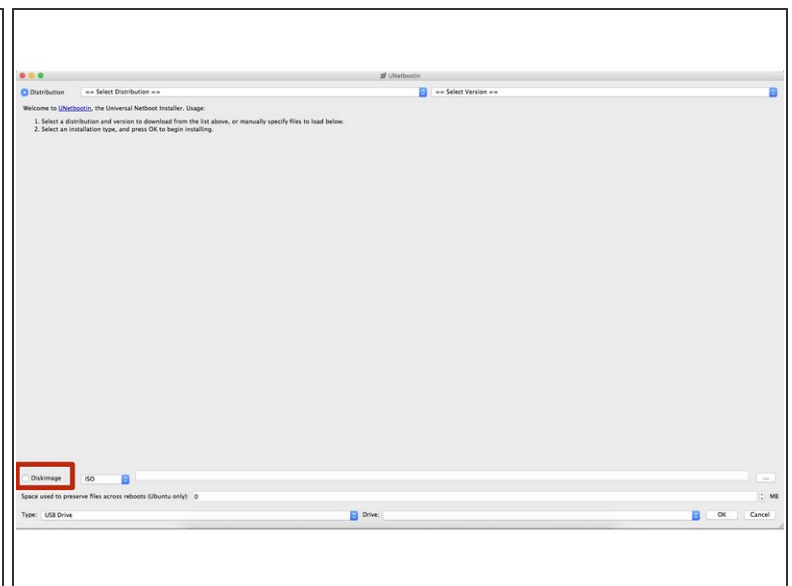 UNetbootin
Distribution == Select Distribution == == Select Version ==
Welcome to UNetbootin, the Universal Netboot Installer. Usage:
1. Select a distribution and version to download from the list above, or manually specify files to load below.
2. Select an installation type, and press OK to begin installing.
Diskimage ISO ...
Space used to preserve files across reboots (Ubuntu only): 0 MB
Type: USB Drive Drive: OK Cancel